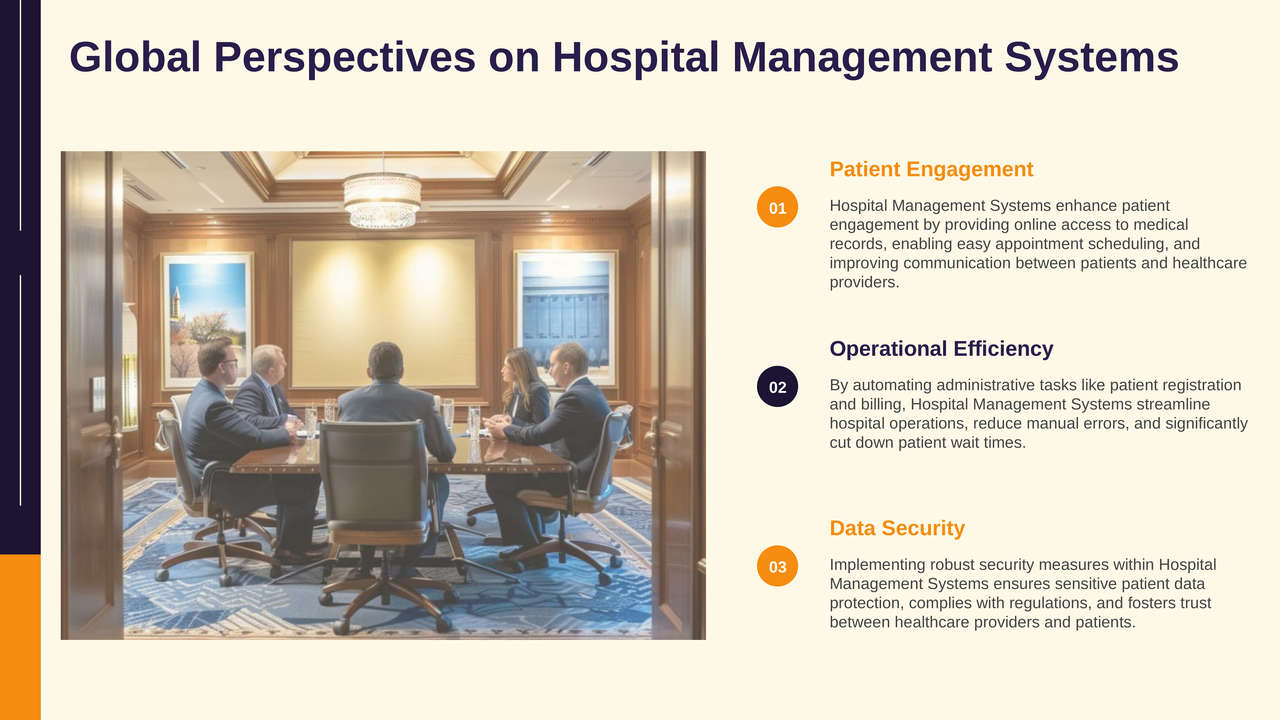 Global Perspectives on Hospital Management Systems
Patient Engagement
01
Hospital Management Systems enhance patient
engagement by providing online access to medical
records, enabling easy appointment scheduling, and
improving communication between patients and healthcare
providers.
Operational Efficiency
02
By automating administrative tasks like patient registration
and billing, Hospital Management Systems streamline
hospital operations, reduce manual errors, and significantly
cut down patient wait times.
Data Security
03
Implementing robust security measures within Hospital
Management Systems ensures sensitive patient data
protection, complies with regulations, and fosters trust
between healthcare providers and patients.